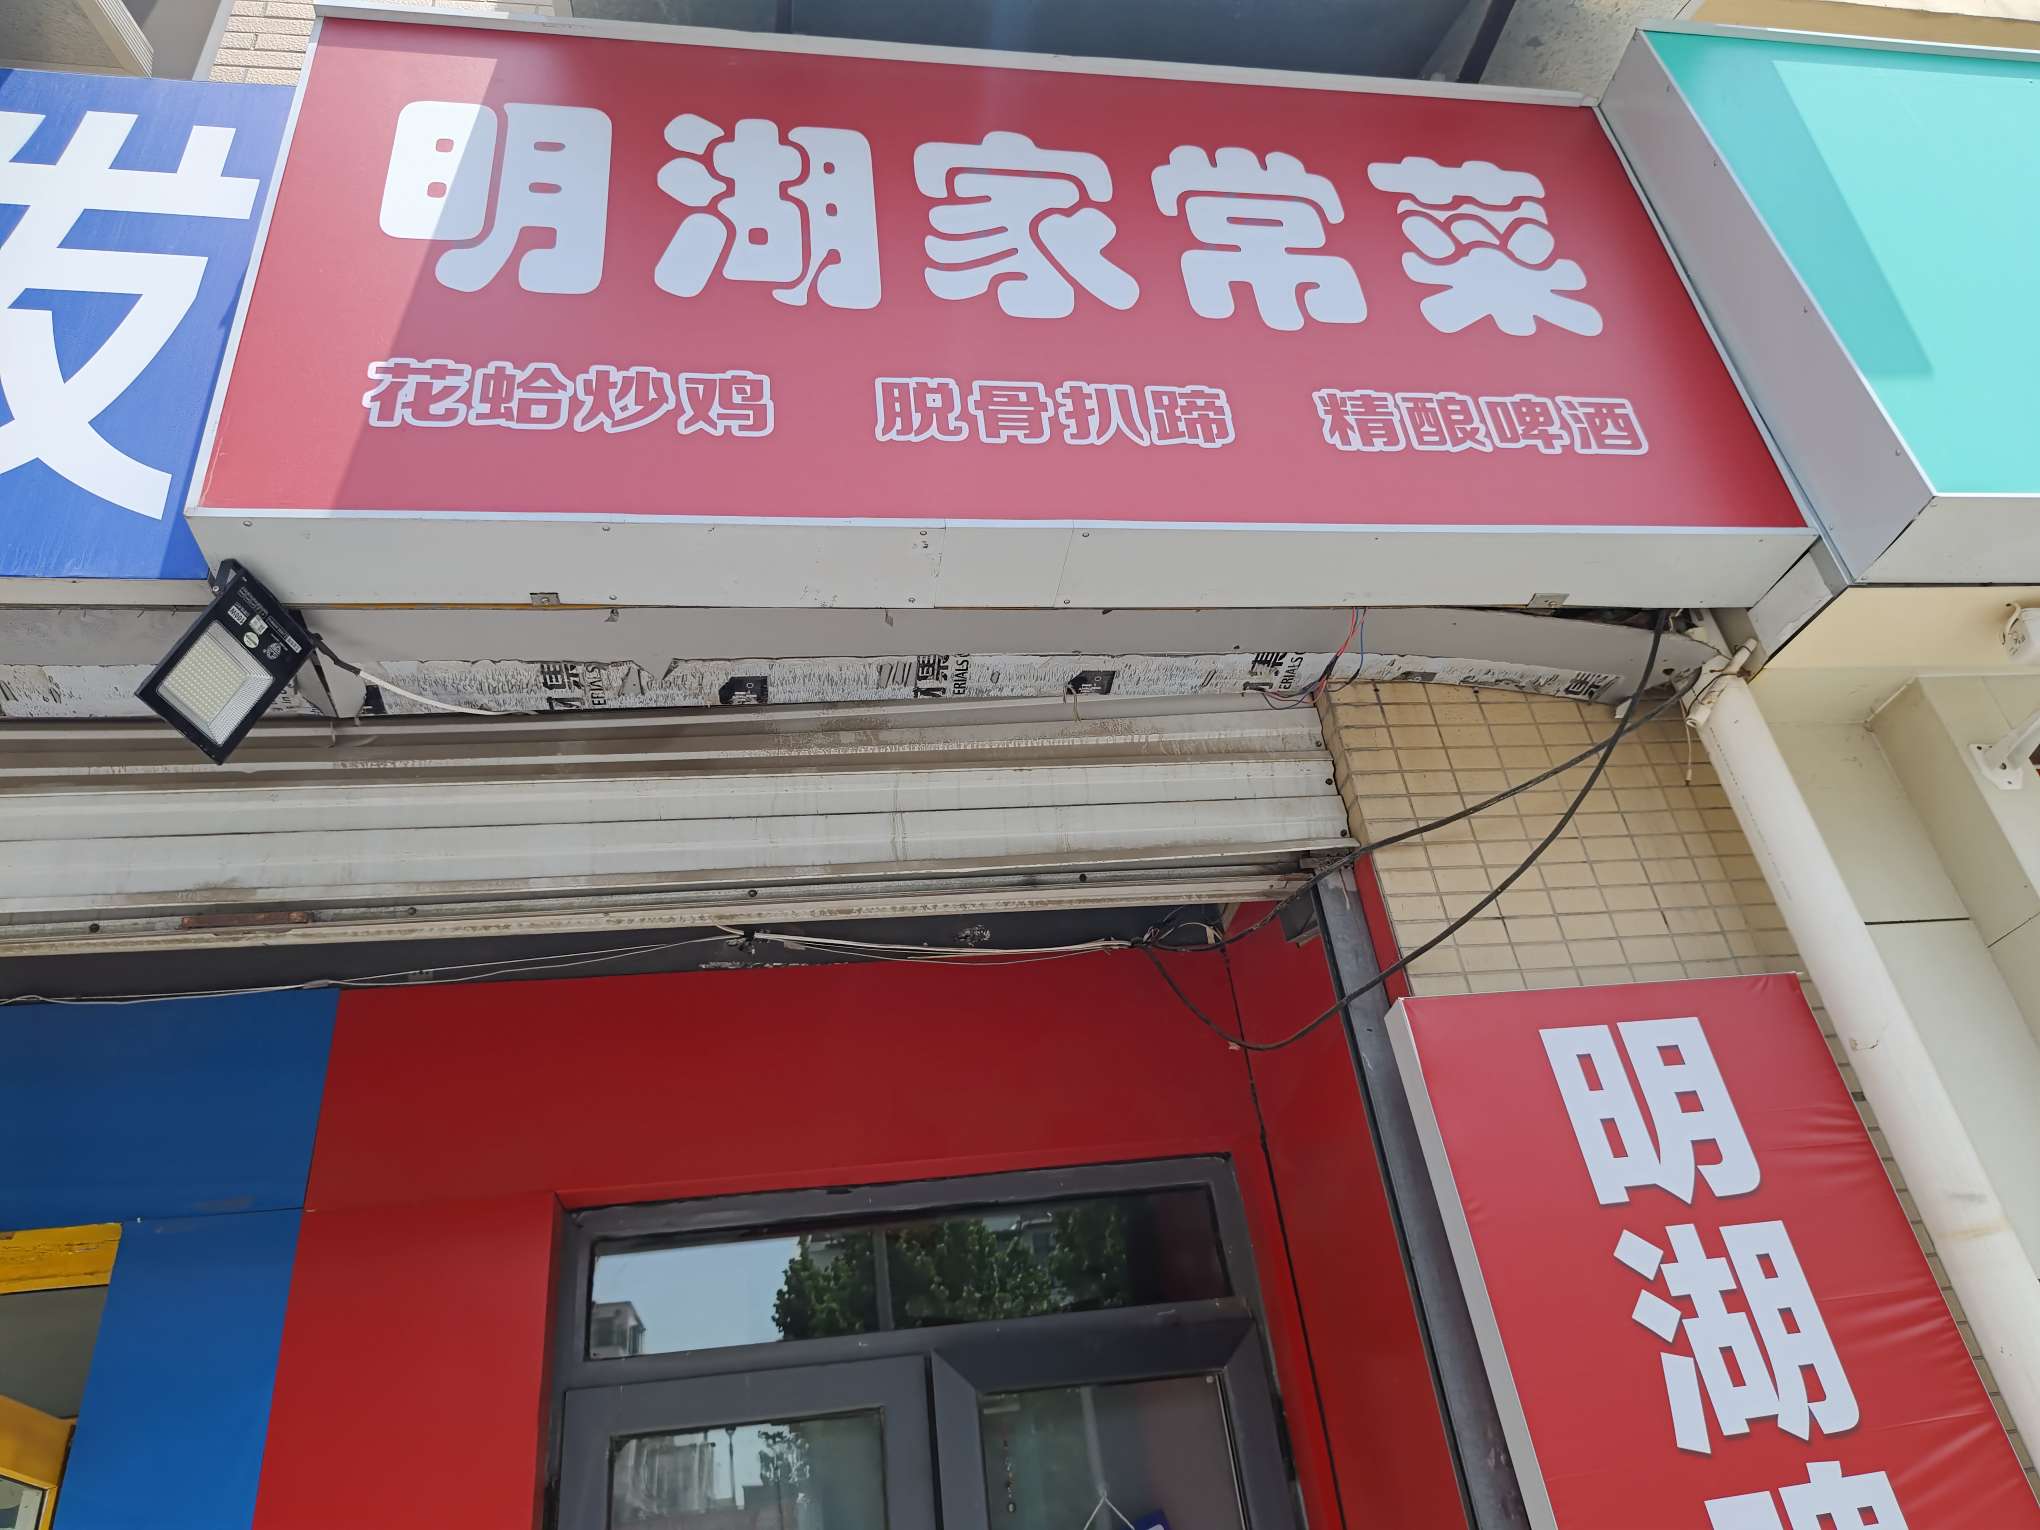 发
明湖家常菜
花蛤炒鸡 脱骨扒蹄 精酿啤酒
明
湖